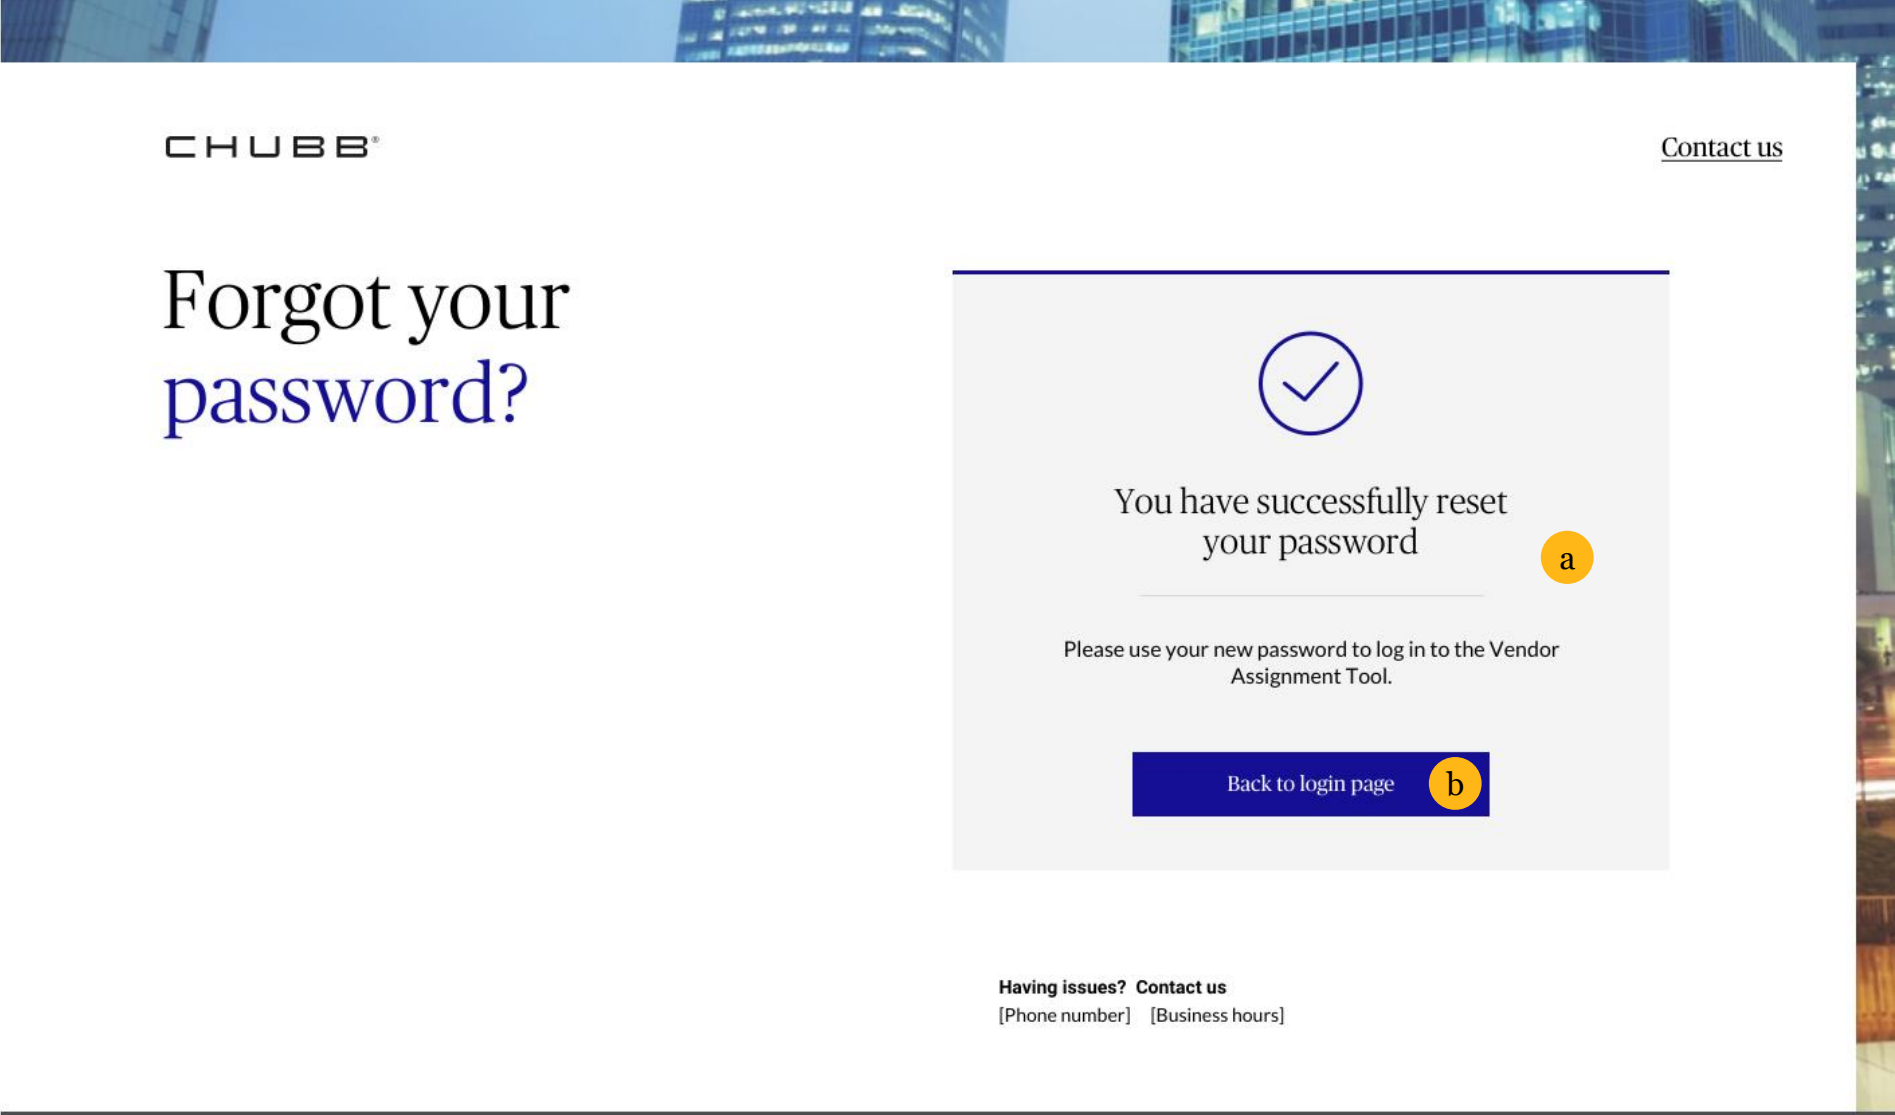 CHUBB®
Contact us
Forgot your
password?
You have successfully reset
your password
a
Please use your new password to log in to the Vendor
Assignment Tool.
Back to login page
b
Having issues? Contact us
[Phone number] [Business hours]